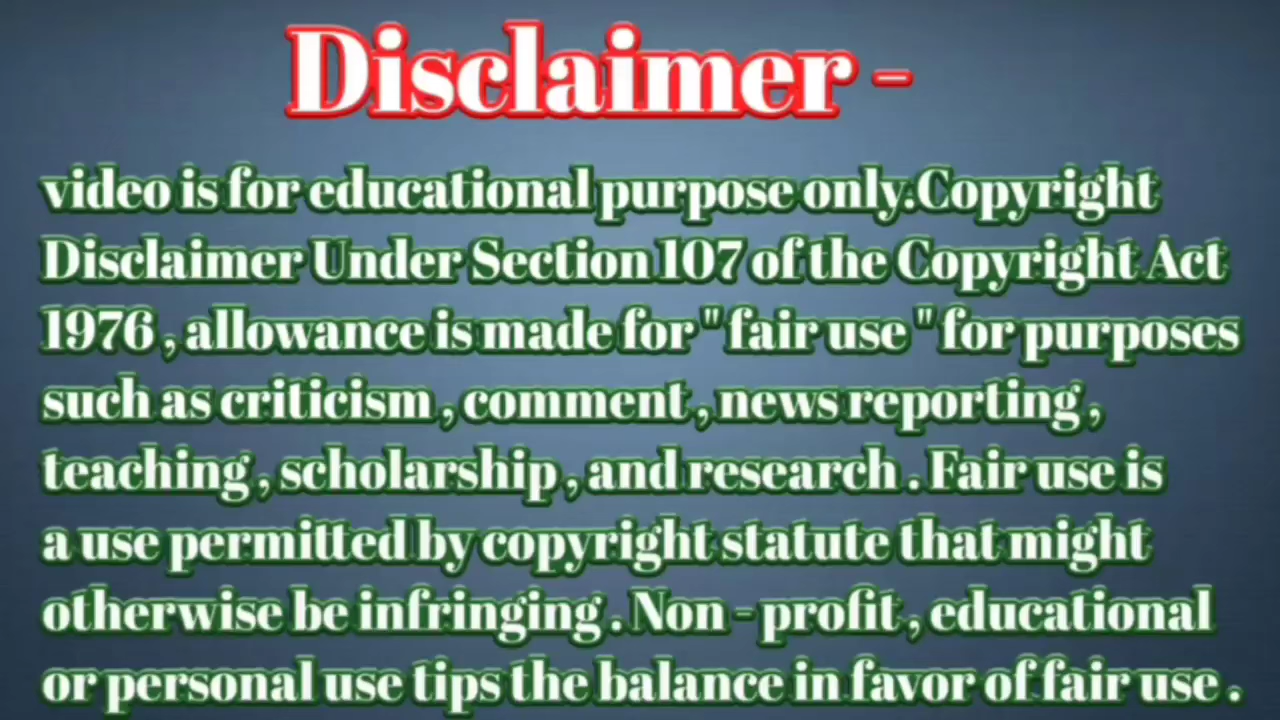 Disclaimer -
video is for educational purpose only.Copyright
Disclaimer Under Section 107 of the Copyright Act
1976 , allowance is made for " fair use " for purposes
such as criticism , comment , news reporting ,
teaching , scholarship , and research . Fair use is
a use permitted by copyright statute that might
otherwise be infringing . Non - profit , educational
or personal use tips the balance in favor of fair use .